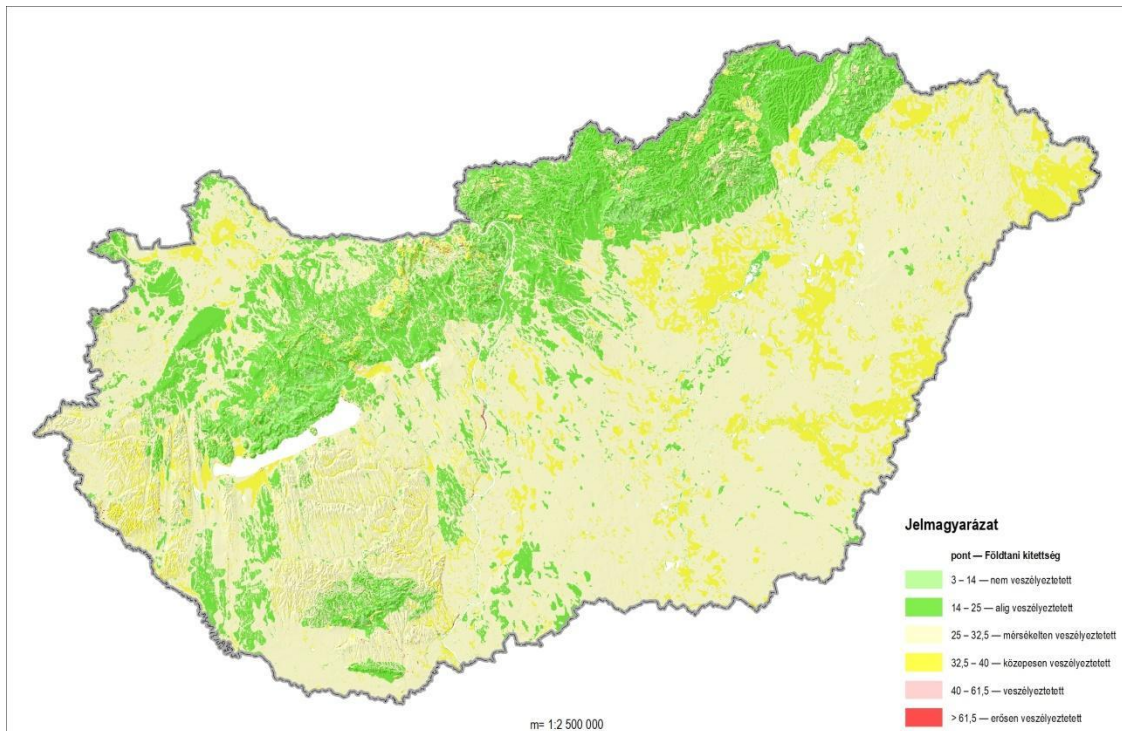 Jelmagyarázat
pont — Földtani kitettség
3 – 14 — nem veszélyeztetett
14 – 25 — alig veszélyeztetett
25 – 32,5 — mérsékelten veszélyeztetett
32,5 – 40 — közepesen veszélyeztetett
40 – 61,5 — veszélyeztetett
> 61,5 — erősen veszélyeztetett
m= 1:2 500 000